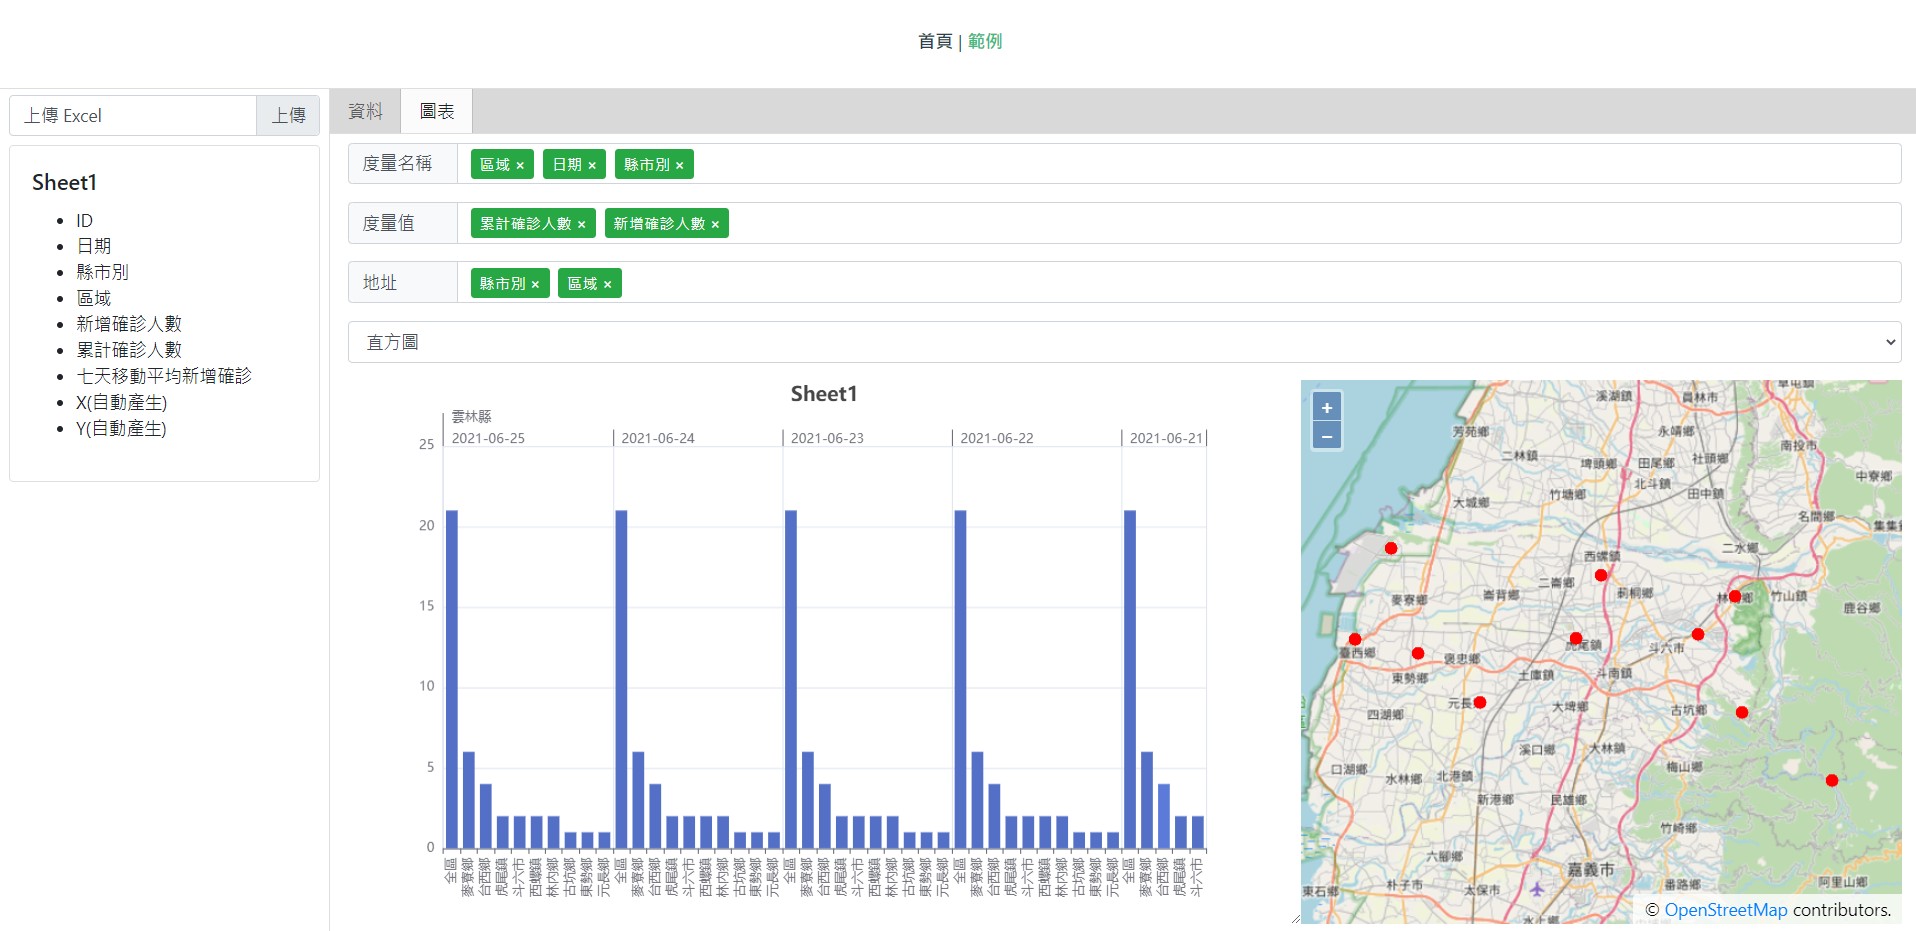 首頁 | 範例
上傳 Excel
上傳
Sheet1
ID
日期
縣市別
區域
新增確診人數
累計確診人數
七天移動平均新增確診
X(自動產生)
Y(自動產生)
資料
圖表
度量名稱
區域 × 日期 × 縣市別 ×
度量值
累計確診人數 × 新增確診人數 ×
地址
縣市別 × 區域 ×
直方圖
Sheet1
雲林縣
2021-06-25
2021-06-24
2021-06-23
2021-06-22
2021-06-21
25
20
15
10
5
0
全區
麥寮鄉
台西鄉
虎尾鎮
斗六市
西螺鎮
林內鄉
古坑鄉
東勢鄉
元長鄉
全區
麥寮鄉
台西鄉
虎尾鎮
斗六市
西螺鎮
林內鄉
古坑鄉
東勢鄉
元長鄉
全區
麥寮鄉
台西鄉
虎尾鎮
斗六市
西螺鎮
林內鄉
古坑鄉
東勢鄉
元長鄉
全區
麥寮鄉
台西鄉
虎尾鎮
斗六市
西螺鎮
林內鄉
古坑鄉
東勢鄉
元長鄉
全區
麥寮鄉
台西鄉
虎尾鎮
斗六市
+
−
草屯鎮
溪湖鎮
員林市
芳苑鄉
永靖鄉
南投市
二林鎮
埤頭鄉
田尾鄉
社頭鄉
中寮鄉
北斗鎮
竹塘鄉
田中鎮
大城鄉
名間鄉
集集
二水鄉
西螺鎮
二崙鄉
麥寮鄉
崙背鄉
莿桐鄉
林 鄉
竹山鎮
鹿谷鄉
臺西鄉
虎尾鎮
斗六市
褒忠鄉
東勢鄉
土庫鎮
斗南鎮
元長
四湖鄉
大埤鄉
古坑鄉
溪口鄉
大林鎮
口湖鄉
水林鄉
北港鎮
梅山鄉
新港鄉
民雄鄉
竹崎鄉
六腳鄉
嘉義市
東石鄉
朴子市
太保市
番路鄉
阿里山鄉
水上鄉
© OpenStreetMap contributors.